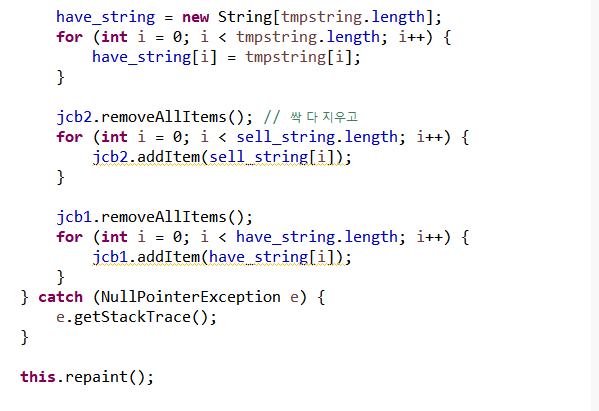 have_string = new String[tmpstring.length];
for (int i = 0; i < tmpstring.length; i++) {
have_string[i] = tmpstring[i];
}
jcb2.removeAllItems(); // 싹 다 지우고
for (int i = 0; i < sell_string.length; i++) {
jcb2.addItem(sell_string[i]);
}
jcb1.removeAllItems();
for (int i = 0; i < have_string.length; i++) {
jcb1.addItem(have_string[i]);
}
} catch (NullPointerException e) {
e.getStackTrace();
}
this.repaint();